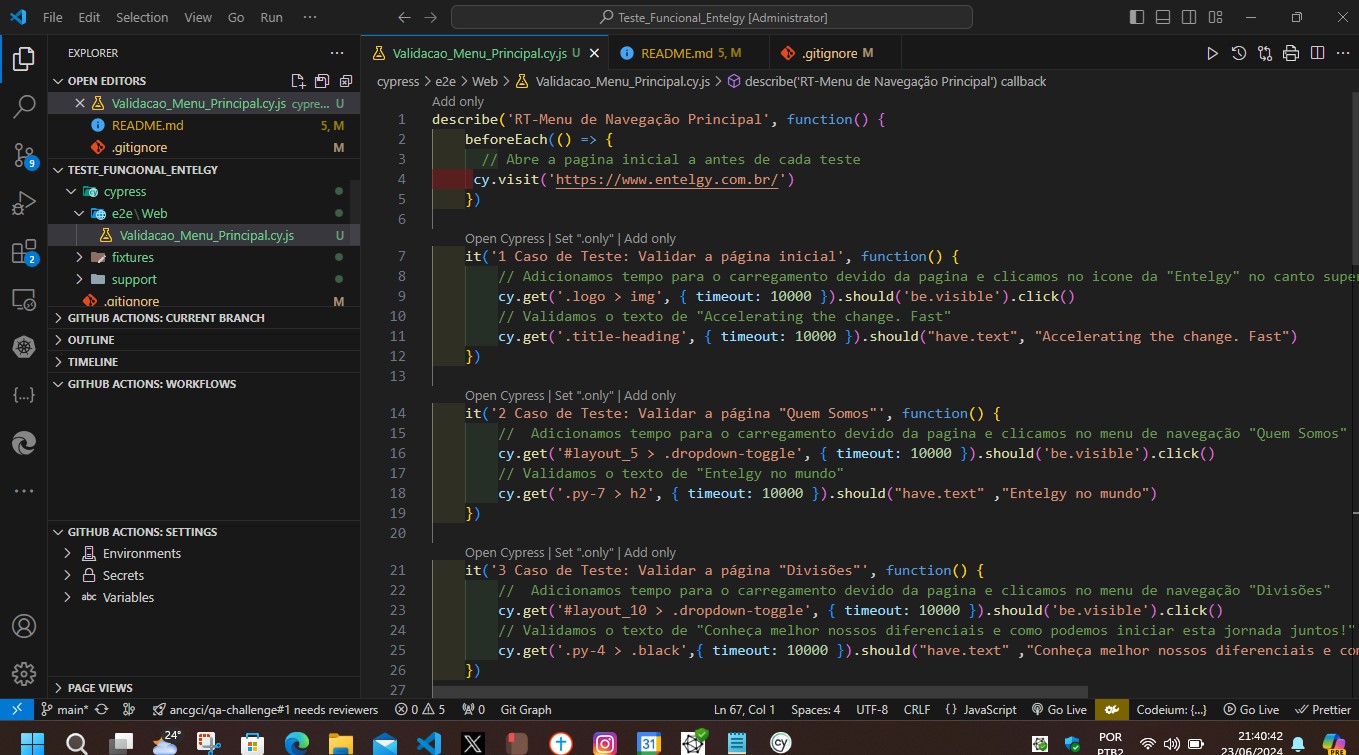 File Edit Selection View Go Run ··· Teste_Funcional_Entelgy [Administrator]
EXPLORER
OPEN EDITORS
Validacao_Menu_Principal.cy.js cypre... U
README.md 5, M
.gitignore M
TESTE_FUNCIONAL_ENTELGY
cypress
e2e\Web
Validacao_Menu_Principal.cy.js U
fixtures
support
.gitignore M
GITHUB ACTIONS: CURRENT BRANCH
OUTLINE
TIMELINE
GITHUB ACTIONS: WORKFLOWS
GITHUB ACTIONS: SETTINGS
Environments
Secrets
abc Variables
PAGE VIEWS
9
2
Validacao_Menu_Principal.cy.js U README.md 5, M .gitignore M
cypress > e2e > Web > Validacao_Menu_Principal.cy.js > describe('RT-Menu de Navegação Principal') callback
Add only
1 describe('RT-Menu de Navegação Principal', function() {
2 beforeEach(() => {
3 // Abre a pagina inicial a antes de cada teste
4 cy.visit('https://www.entelgy.com.br/')
5 })
6
Open Cypress | Set ".only" | Add only
7 it('1 Caso de Teste: Validar a página inicial', function() {
8 // Adicionamos tempo para o carregamento devido da pagina e clicamos no icone da "Entelgy" no canto super
9 cy.get('.logo > img', { timeout: 10000 }).should('be.visible').click()
10 // Validamos o texto de "Accelerating the change. Fast"
11 cy.get('.title-heading', { timeout: 10000 }).should("have.text", "Accelerating the change. Fast")
12 })
13
Open Cypress | Set ".only" | Add only
14 it('2 Caso de Teste: Validar a página "Quem Somos"', function() {
15 //  Adicionamos tempo para o carregamento devido da pagina e clicamos no menu de navegação "Quem Somos"
16 cy.get('#layout_5 > .dropdown-toggle', { timeout: 10000 }).should('be.visible').click()
17 // Validamos o texto de "Entelgy no mundo"
18 cy.get('.py-7 > h2', { timeout: 10000 }).should("have.text" ,"Entelgy no mundo")
19 })
20
Open Cypress | Set ".only" | Add only
21 it('3 Caso de Teste: Validar a página "Divisões"', function() {
22 //  Adicionamos tempo para o carregamento devido da pagina e clicamos no menu de navegação "Divisões"
23 cy.get('#layout_10 > .dropdown-toggle', { timeout: 10000 }).should('be.visible').click()
24 // Validamos o texto de "Conheça melhor nossos diferenciais e como podemos iniciar esta jornada juntos!"
25 cy.get('.py-4 > .black',{ timeout: 10000 }).should("have.text" ,"Conheça melhor nossos diferenciais e co
26 })
27
main* ancgci/qa-challenge#1 needs reviewers 0 5 0 Git Graph Ln 67, Col 1 Spaces: 4 UTF-8 CRLF {} JavaScript Go Live Codeium: {...} Go Live Prettier
24° 31 cy POR 21:40:42
PTB2 23/06/2024